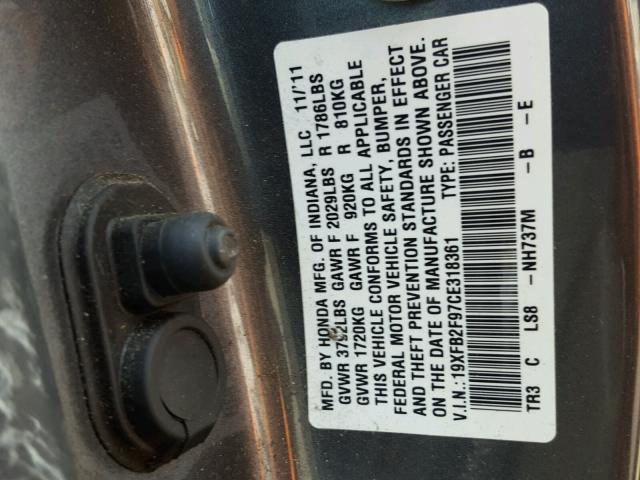 MFD. BY HONDA MFG. OF INDIANA, LLC 11/'11
GVWR 3792LBS GAWR F 2029LBS R 1786LBS
GVWR 1720KG GAWR F 920KG R 810KG
THIS VEHICLE CONFORMS TO ALL APPLICABLE
FEDERAL MOTOR VEHICLE SAFETY, BUMPER,
AND THEFT PREVENTION STANDARDS IN EFFECT
ON THE DATE OF MANUFACTURE SHOWN ABOVE.
V.I.N.:19XFB2F97CE318361 TYPE: PASSENGER CAR
TR3 C LS8 -NH737M -B -E